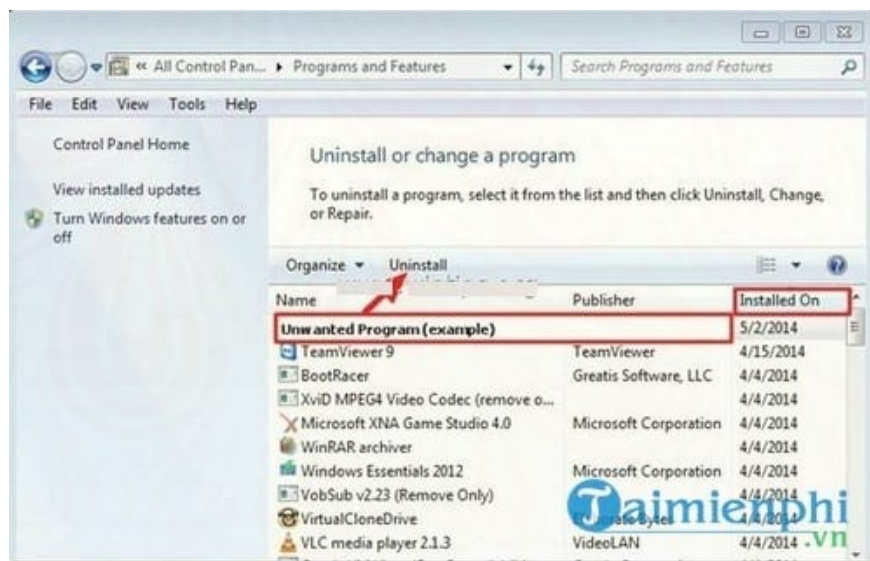 « All Control Pan... ▸ Programs and Features
Search Programs and Features
File Edit View Tools Help
Control Panel Home
View installed updates
Turn Windows features on or
off
Uninstall or change a program
To uninstall a program, select it from the list and then click Uninstall, Change,
or Repair.
Organize Uninstall
Name Publisher Installed On
Unwanted Program (example) 5/2/2014
TeamViewer 9 TeamViewer 4/15/2014
BootRacer Greatis Software, LLC 4/4/2014
XviD MPEG4 Video Codec (remove o... 4/4/2014
Microsoft XNA Game Studio 4.0 Microsoft Corporation 4/4/2014
WinRAR archiver 4/4/2014
Windows Essentials 2012 Microsoft Corporation 4/4/2014
VobSub v2.23 (Remove Only) 4/4/2014
VirtualCloneDrive Bytes 4/4/2014
VLC media player 2.1.3 VideoLAN 4/4/2014
Taimienphi
.vn